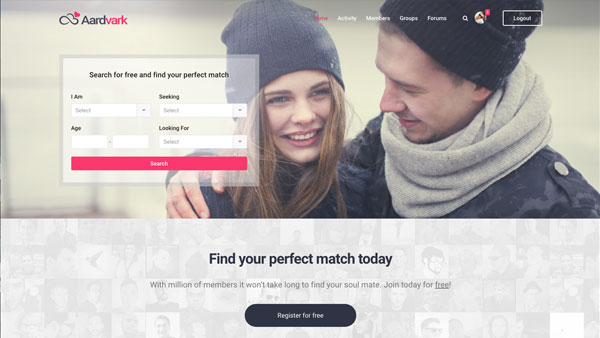 Aardvark
Home Activity Members Groups Forums
Logout
Search for free and find your perfect match
I Am Seeking
Select Select
Age Looking For
- Select
Search
Find your perfect match today
With million of members it won't take long to find your soul mate. Join today for free!
Register for free